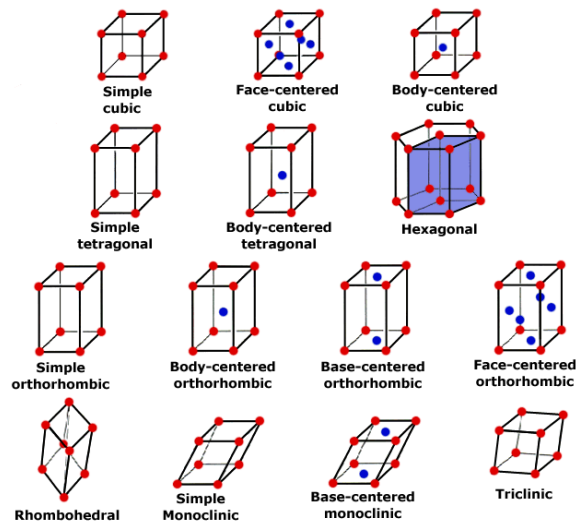 Simple
cubic
Face-centered
cubic
Body-centered
cubic
Simple
tetragonal
Body-centered
tetragonal
Hexagonal
Simple
orthorhombic
Body-centered
orthorhombic
Base-centered
orthorhombic
Face-centered
orthorhombic
Rhombohedral
Simple
Monoclinic
Base-centered
monoclinic
Triclinic